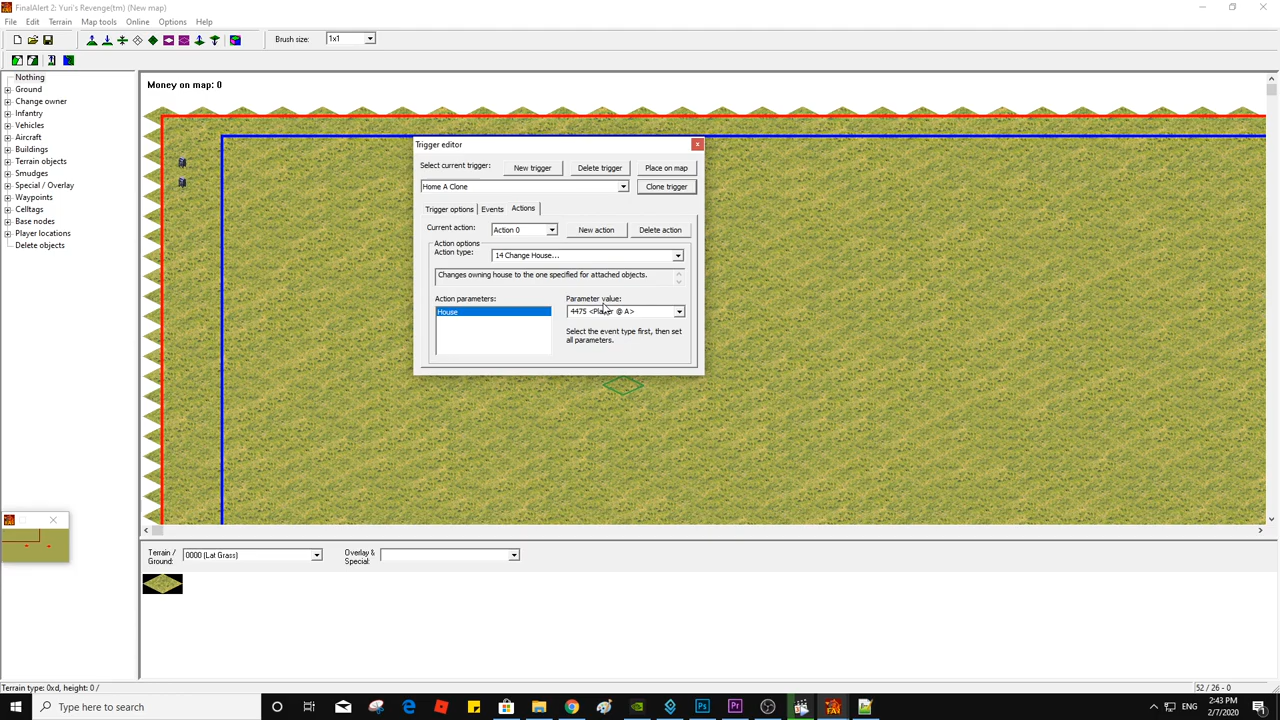 FinalAlert 2: Yuri's Revenge(tm) (New map)
File Edit Terrain Map tools Online Options Help
Brush size: 1x1
Nothing
Ground
Change owner
Infantry
Vehicles
Aircraft
Buildings
Terrain objects
Smudges
Special / Overlay
Waypoints
Celltags
Base nodes
Player locations
Delete objects
Money on map: 0
Trigger editor
Select current trigger: New trigger Delete trigger Place on map
Home A Clone Clone trigger
Trigger options Events Actions
Current action: Action 0 New action Delete action
Action options
Action type: 14 Change House...
Changes owning house to the one specified for attached objects.
Action parameters: Parameter value:
House 4475 <Player @ A>
Select the event type first, then set
all parameters.
Terrain / Ground: 0000 (Lat Grass) Overlay & Special:
Terrain type: 0xd, height: 0 / 52 / 26 - 0
Type here to search
ENG 2:43 PM
2/7/2020